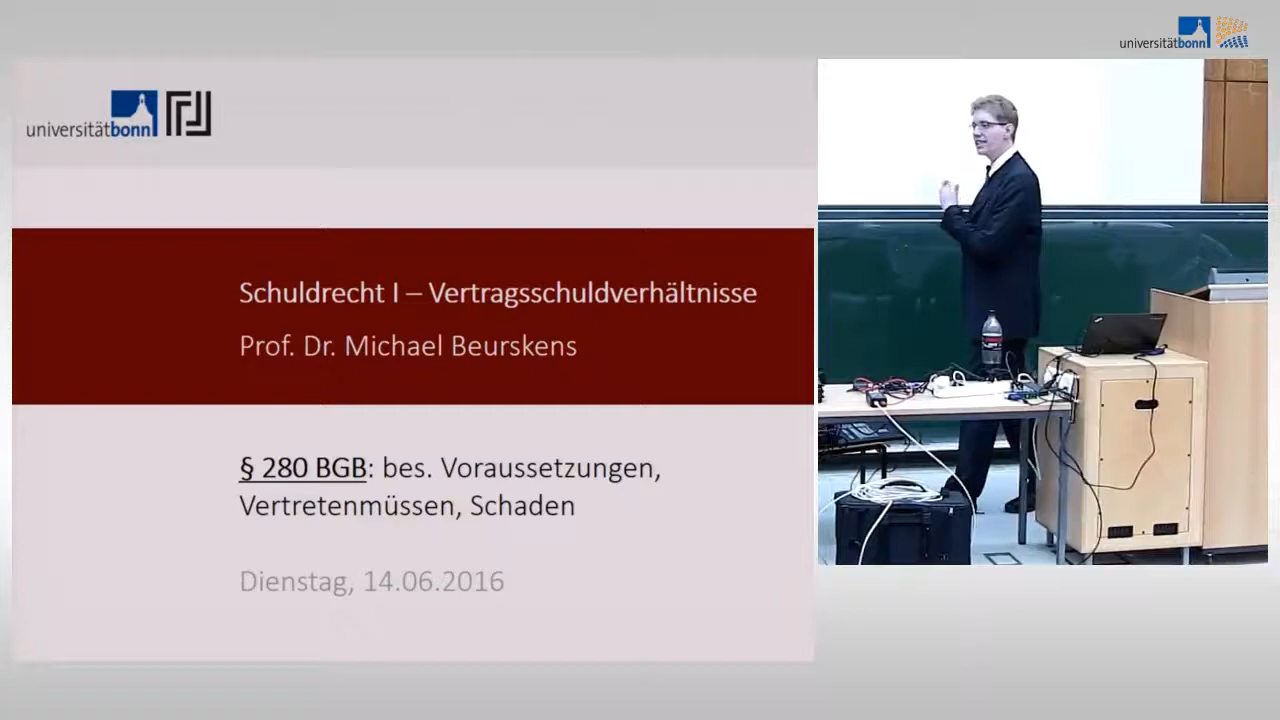 universitätbonn
universitätbonn
Schuldrecht I – Vertragsschuldverhältnisse
Prof. Dr. Michael Beurskens
§ 280 BGB: bes. Voraussetzungen,
Vertretenmüssen, Schaden
Dienstag, 14.06.2016